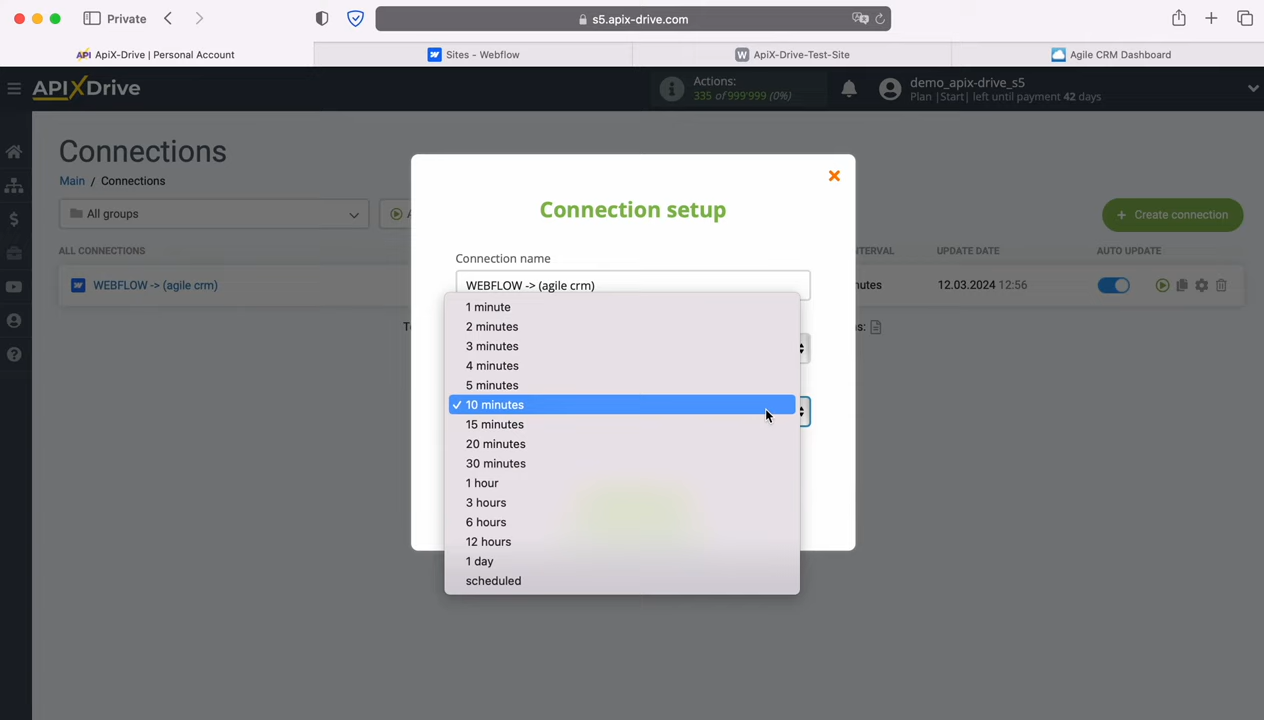 Private
s5.apix-drive.com
API ApiX-Drive | Personal Account
Sites - Webflow
W ApiX-Drive-Test-Site
Agile CRM Dashboard
APIXDrive
Actions:
335 of 999'999 (0%)
demo_apix-drive_s5
Plan |Start| left until payment 42 days
Connections
Main / Connections
All groups
Create connection
ALL CONNECTIONS
UPDATE DATE
AUTO UPDATE
WEBFLOW -> (agile crm)
12.03.2024 12:56
Connection setup
Connection name
WEBFLOW -> (agile crm)
1 minute
2 minutes
3 minutes
4 minutes
5 minutes
✓ 10 minutes
15 minutes
20 minutes
30 minutes
1 hour
3 hours
6 hours
12 hours
1 day
scheduled